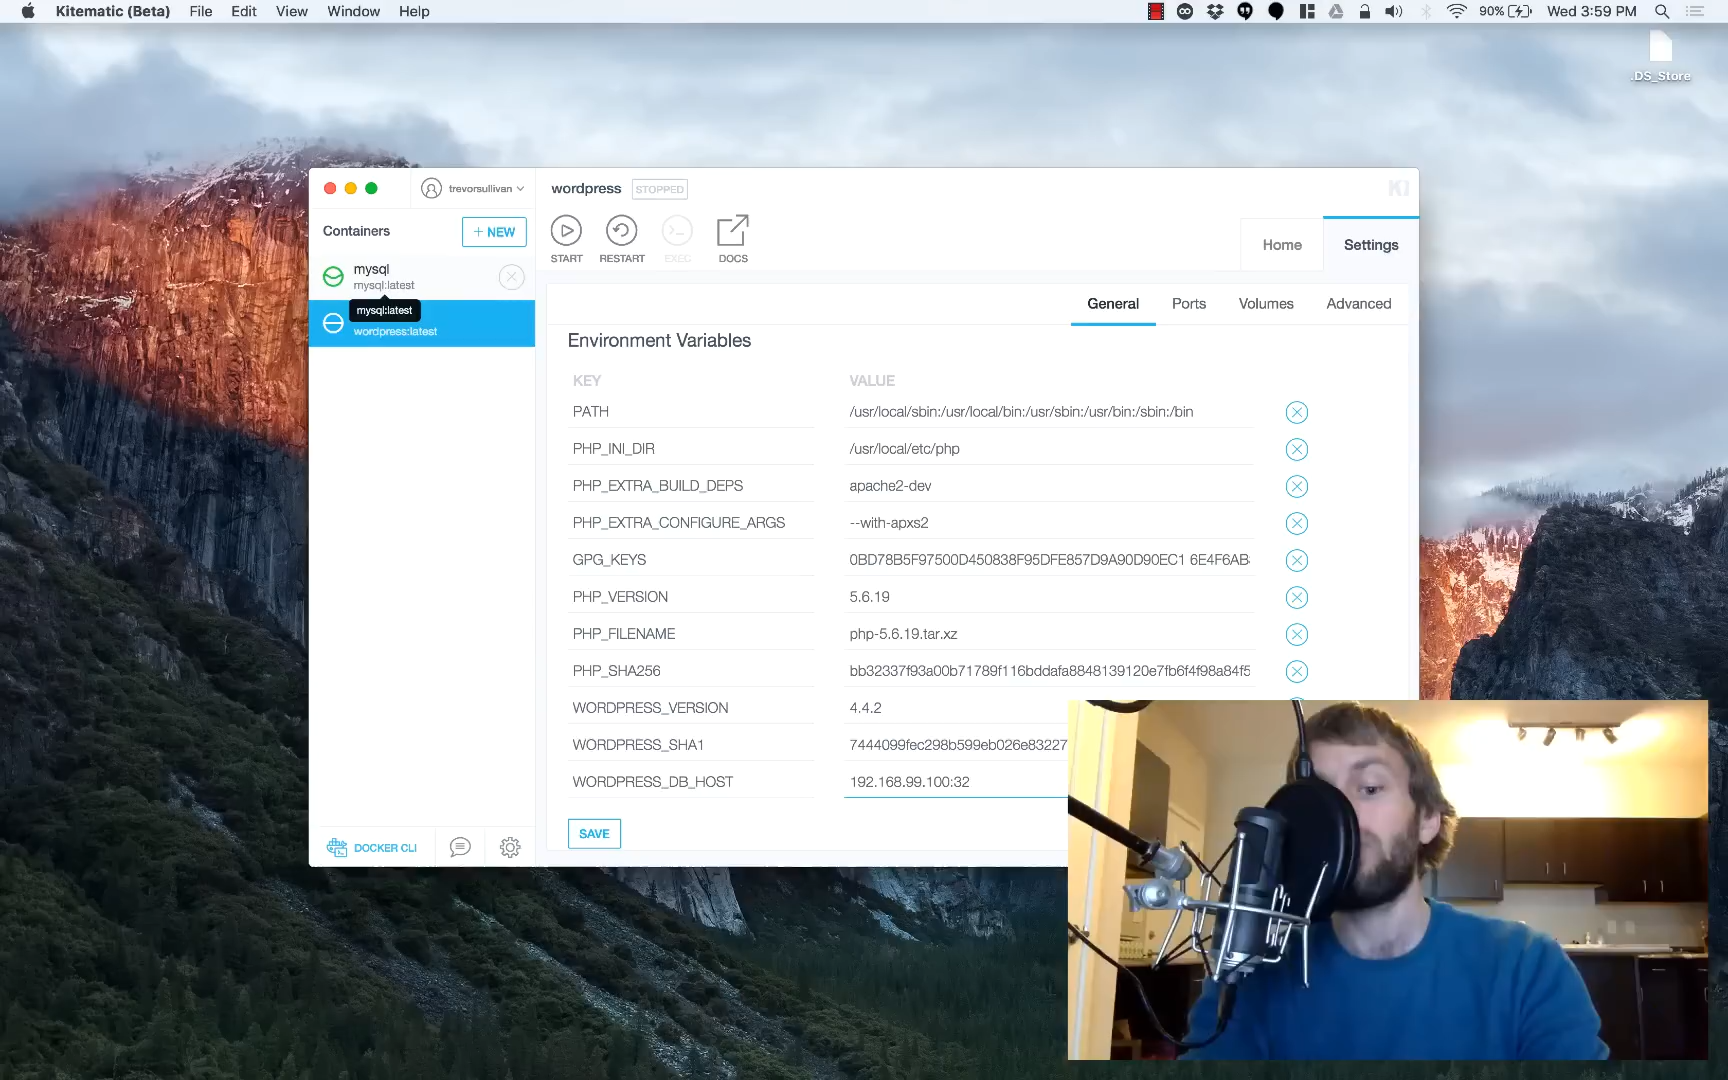 Kitematic (Beta) File Edit View Window Help
90% Wed 3:59 PM
.DS_Store
trevorsullivan
wordpress STOPPED
Containers
+ NEW
START RESTART EXEC DOCS
Home Settings
mysql
mysql:latest
mysql:latest
wordpress:latest
General Ports Volumes Advanced
Environment Variables
KEY VALUE
PATH /usr/local/sbin:/usr/local/bin:/usr/sbin:/usr/bin:/sbin:/bin
PHP_INI_DIR /usr/local/etc/php
PHP_EXTRA_BUILD_DEPS apache2-dev
PHP_EXTRA_CONFIGURE_ARGS --with-apxs2
GPG_KEYS 0BD78B5F97500D450838F95DFE857D9A90D90EC1 6E4F6AB
PHP_VERSION 5.6.19
PHP_FILENAME php-5.6.19.tar.xz
PHP_SHA256 bb32337f93a00b71789f116bddafa8848139120e7fb6f4f98a84f5
WORDPRESS_VERSION 4.4.2
WORDPRESS_SHA1 7444099fec298b599eb026e83227
WORDPRESS_DB_HOST 192.168.99.100:32
SAVE
DOCKER CLI